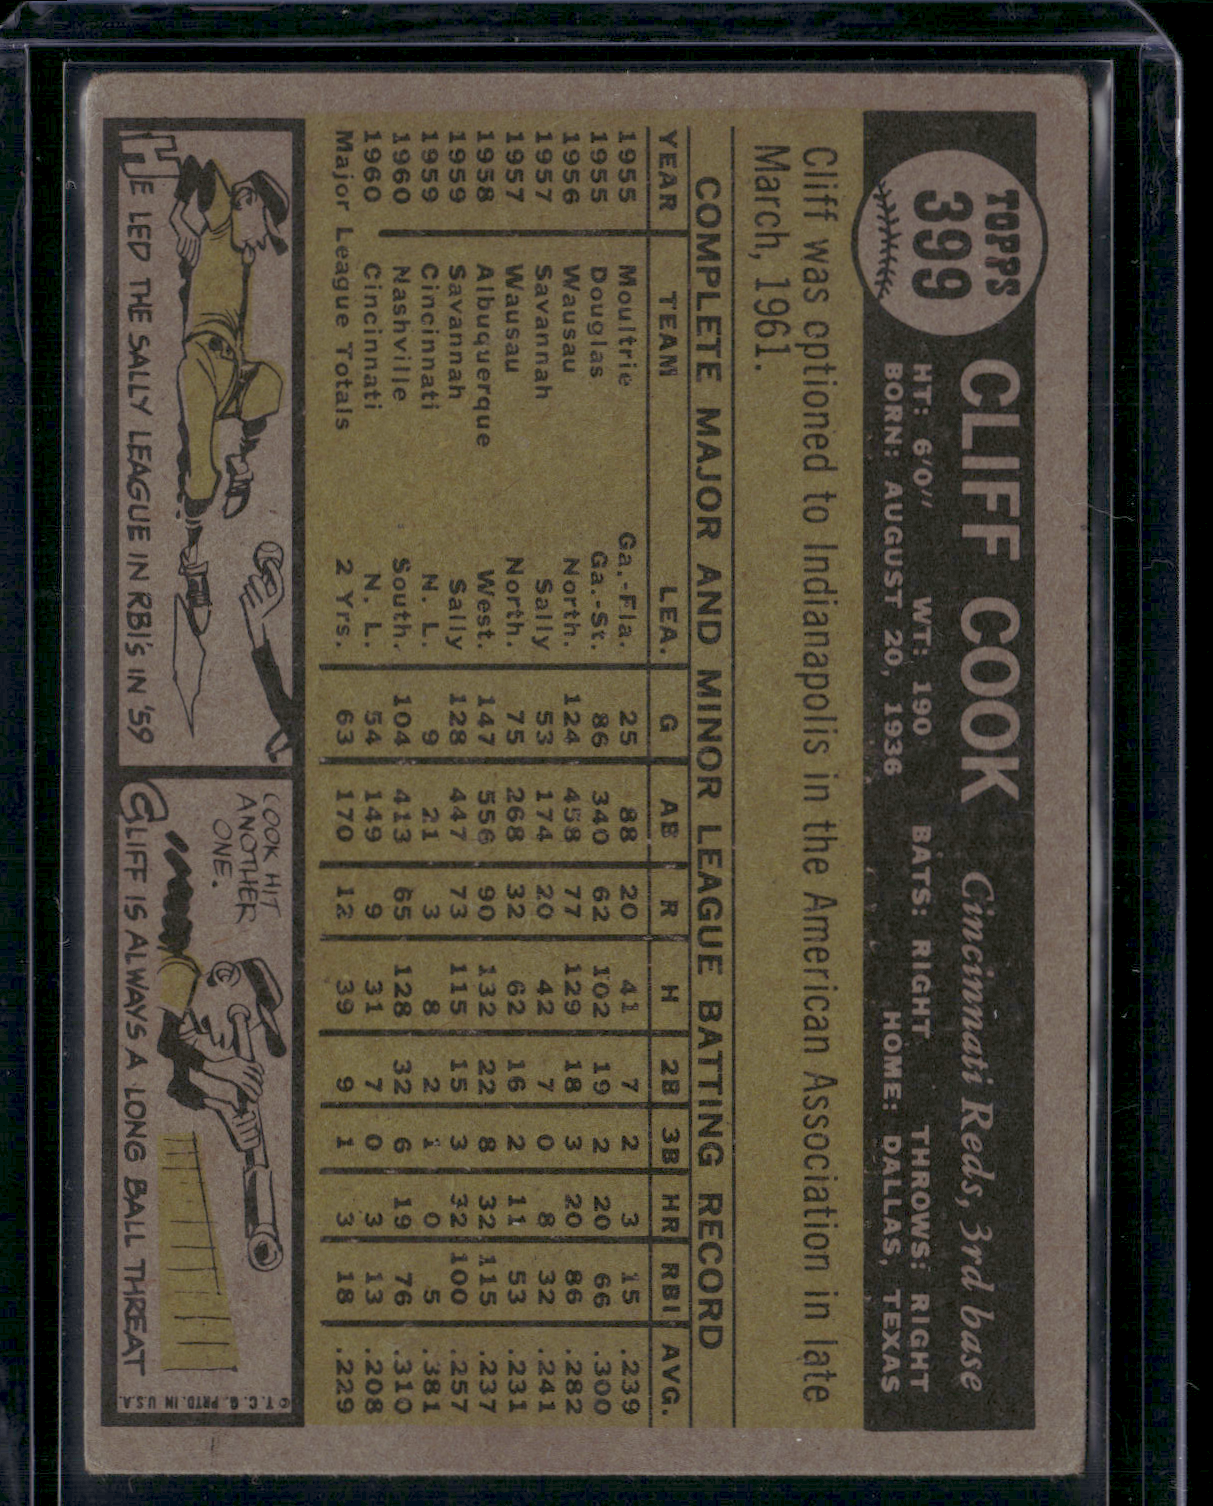 TOPPS
399
CLIFF COOK Cincinnati Reds, 3rd base
HT: 6'0" WT: 190 BATS: RIGHT THROWS: RIGHT
BORN: AUGUST 20, 1936 HOME: DALLAS, TEXAS
Cliff was cptioned to Indianapolis in the American Association in late
March, 1961.
COMPLETE MAJOR AND MINOR LEAGUE BATTING RECORD
YEAR TEAM LEA. G AB R H 2B 3B HR RBI AVG.
1955 Moultrie Ga.-Fla. 25 88 20 41 7 2 3 15 .239
1955 Douglas Ga.-St. 86 340 62 102 19 2 20 66 .300
1956 Wausau North. 124 458 77 129 18 3 20 86 .282
1957 Savannah Sally 53 174 20 42 7 0 8 32 .241
1957 Wausau North. 75 268 32 62 16 2 11 53 .231
1958 Albuquerque West. 147 556 90 132 22 8 32 115 .237
1959 Savannah Sally 128 447 73 115 15 3 32 100 .257
1959 Cincinnati N. L. 9 21 3 8 2 1 0 5 .381
1960 Nashville South. 104 413 65 128 32 6 19 76 .310
1960 Cincinnati N. L. 54 149 9 31 7 0 3 13 .208
Major League Totals 2 Yrs. 63 170 12 39 9 1 3 18 .229
HE LED THE SALLY LEAGUE IN RBI'S IN '59
COOK HIT
ANOTHER
ONE.
CLIFF IS ALWAYS A LONG BALL THREAT
© T. C. G. PRTD. IN U.S.A.